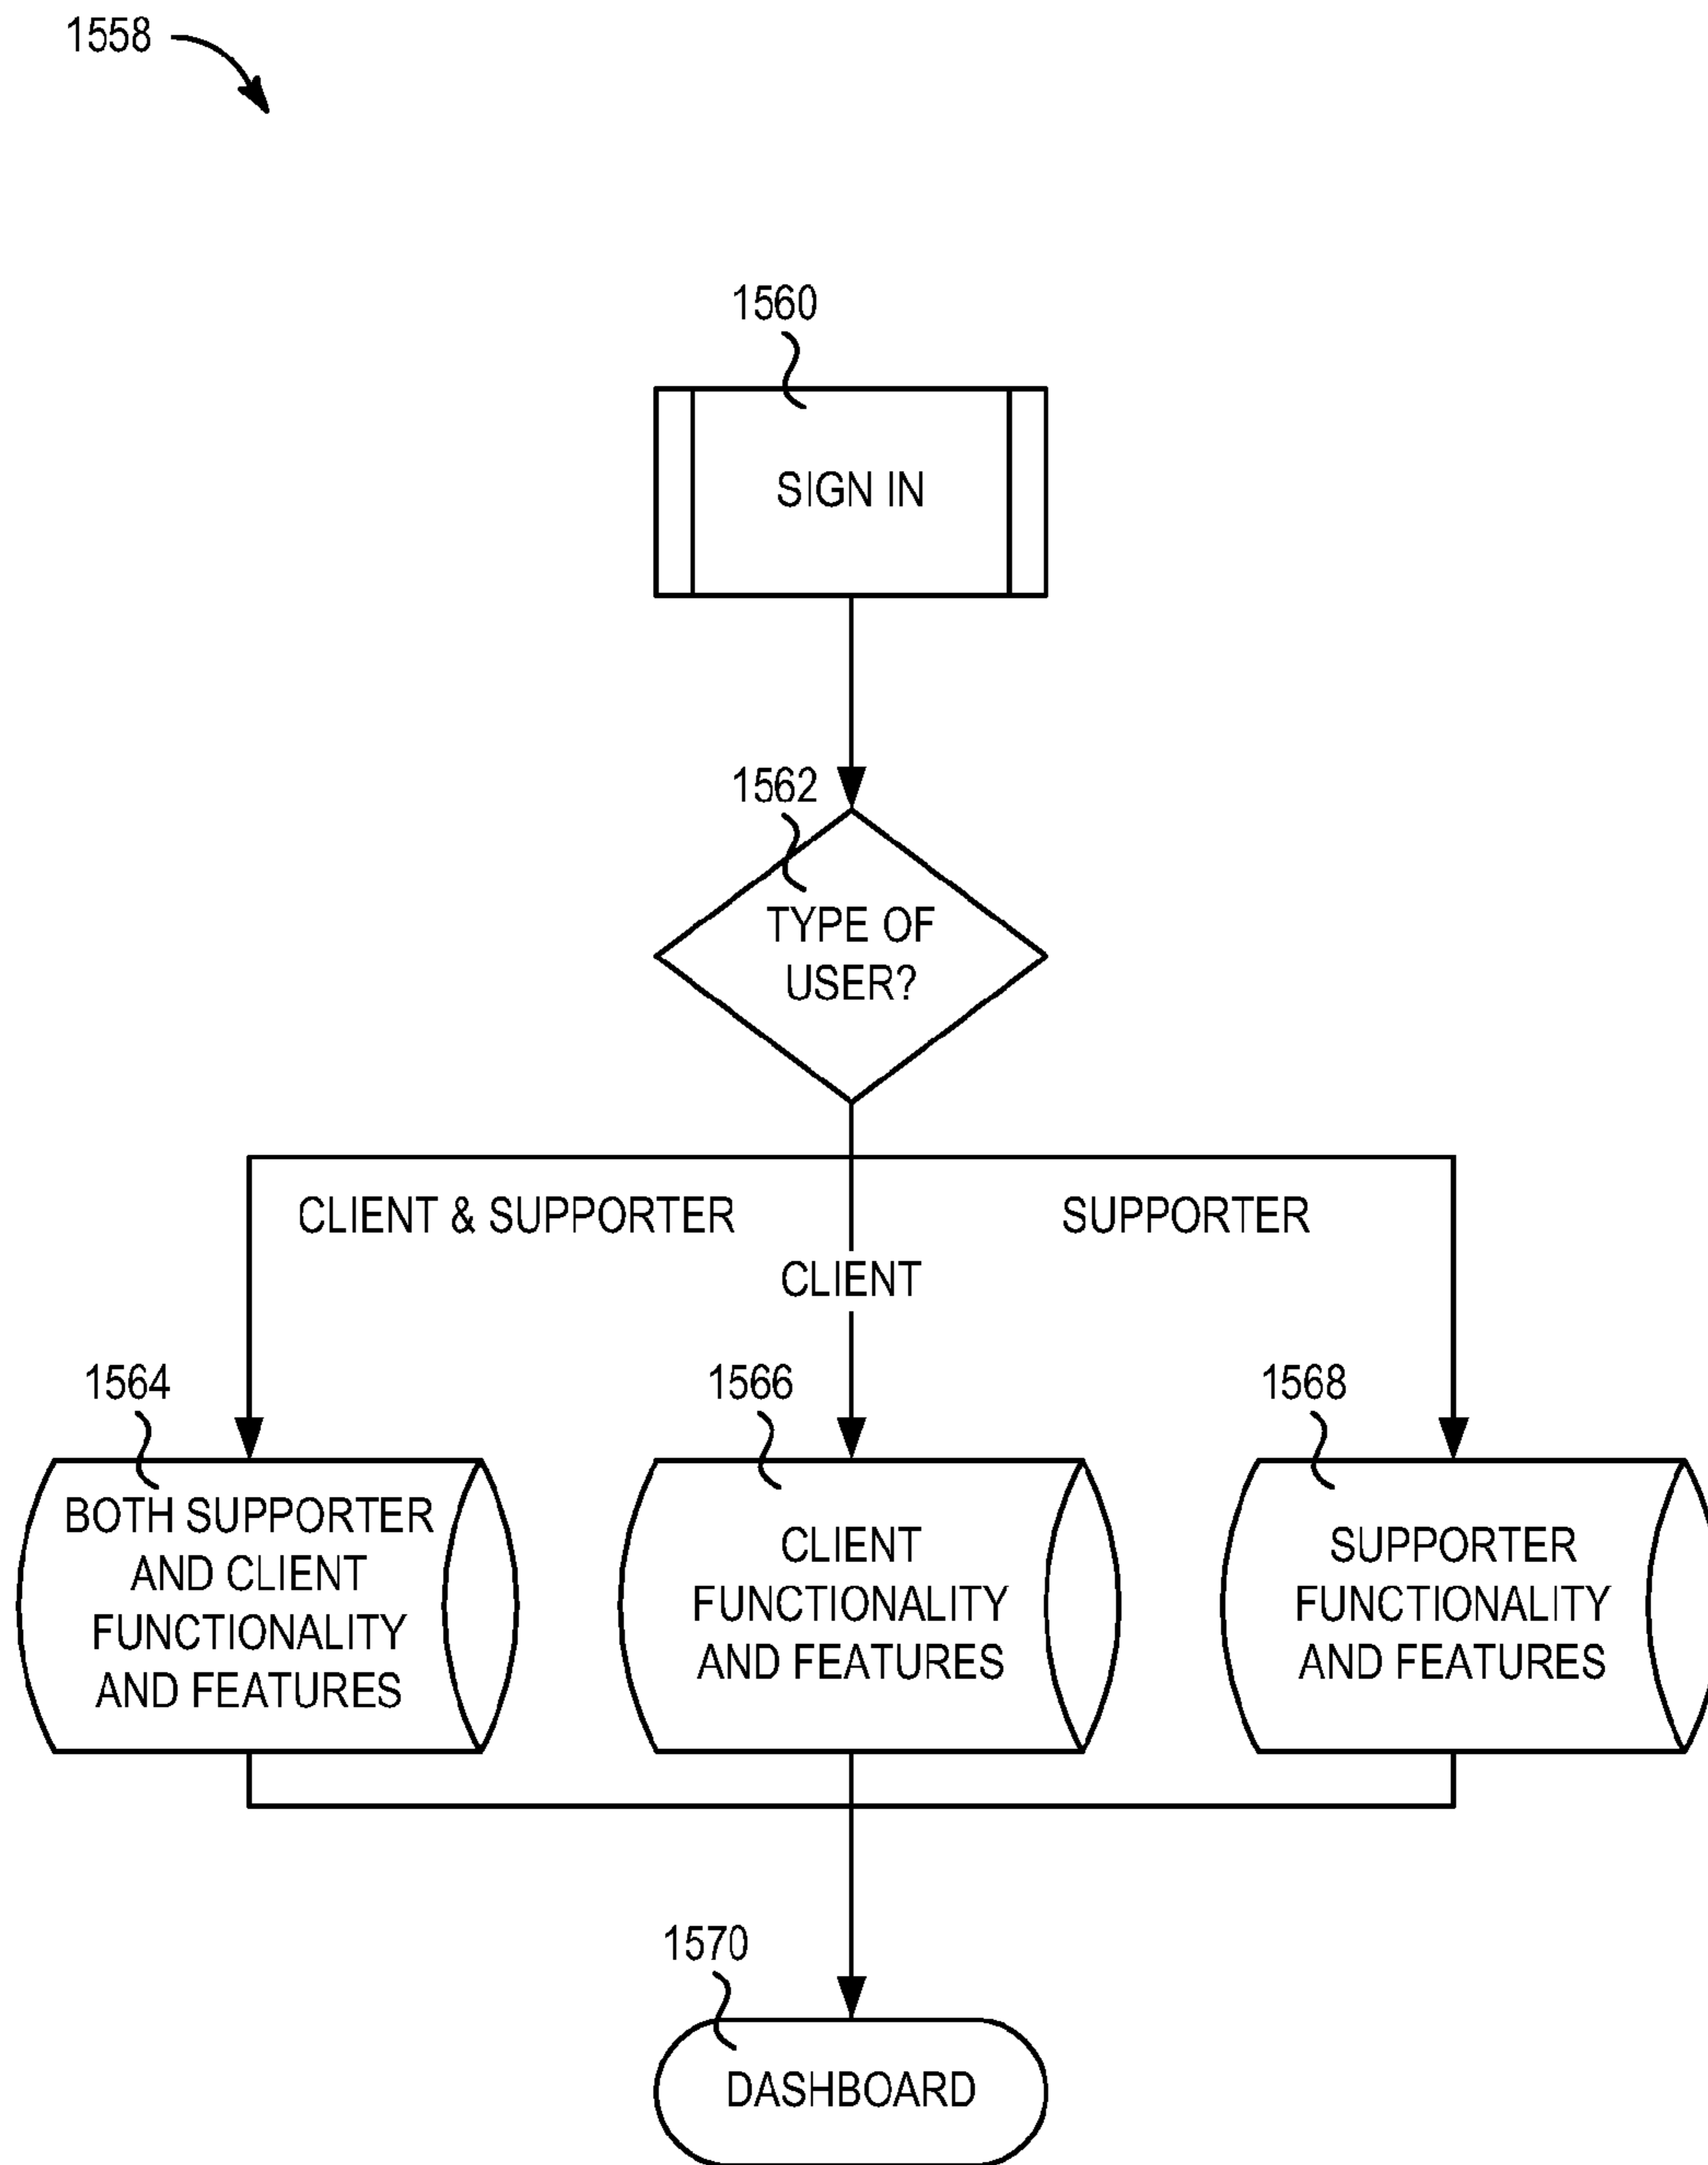 1558
1560
SIGN IN
1562
TYPE OF
USER?
CLIENT & SUPPORTER
SUPPORTER
CLIENT
1564
1566
1568
BOTH SUPPORTER
AND CLIENT
FUNCTIONALITY
AND FEATURES
CLIENT
FUNCTIONALITY
AND FEATURES
SUPPORTER
FUNCTIONALITY
AND FEATURES
1570
DASHBOARD